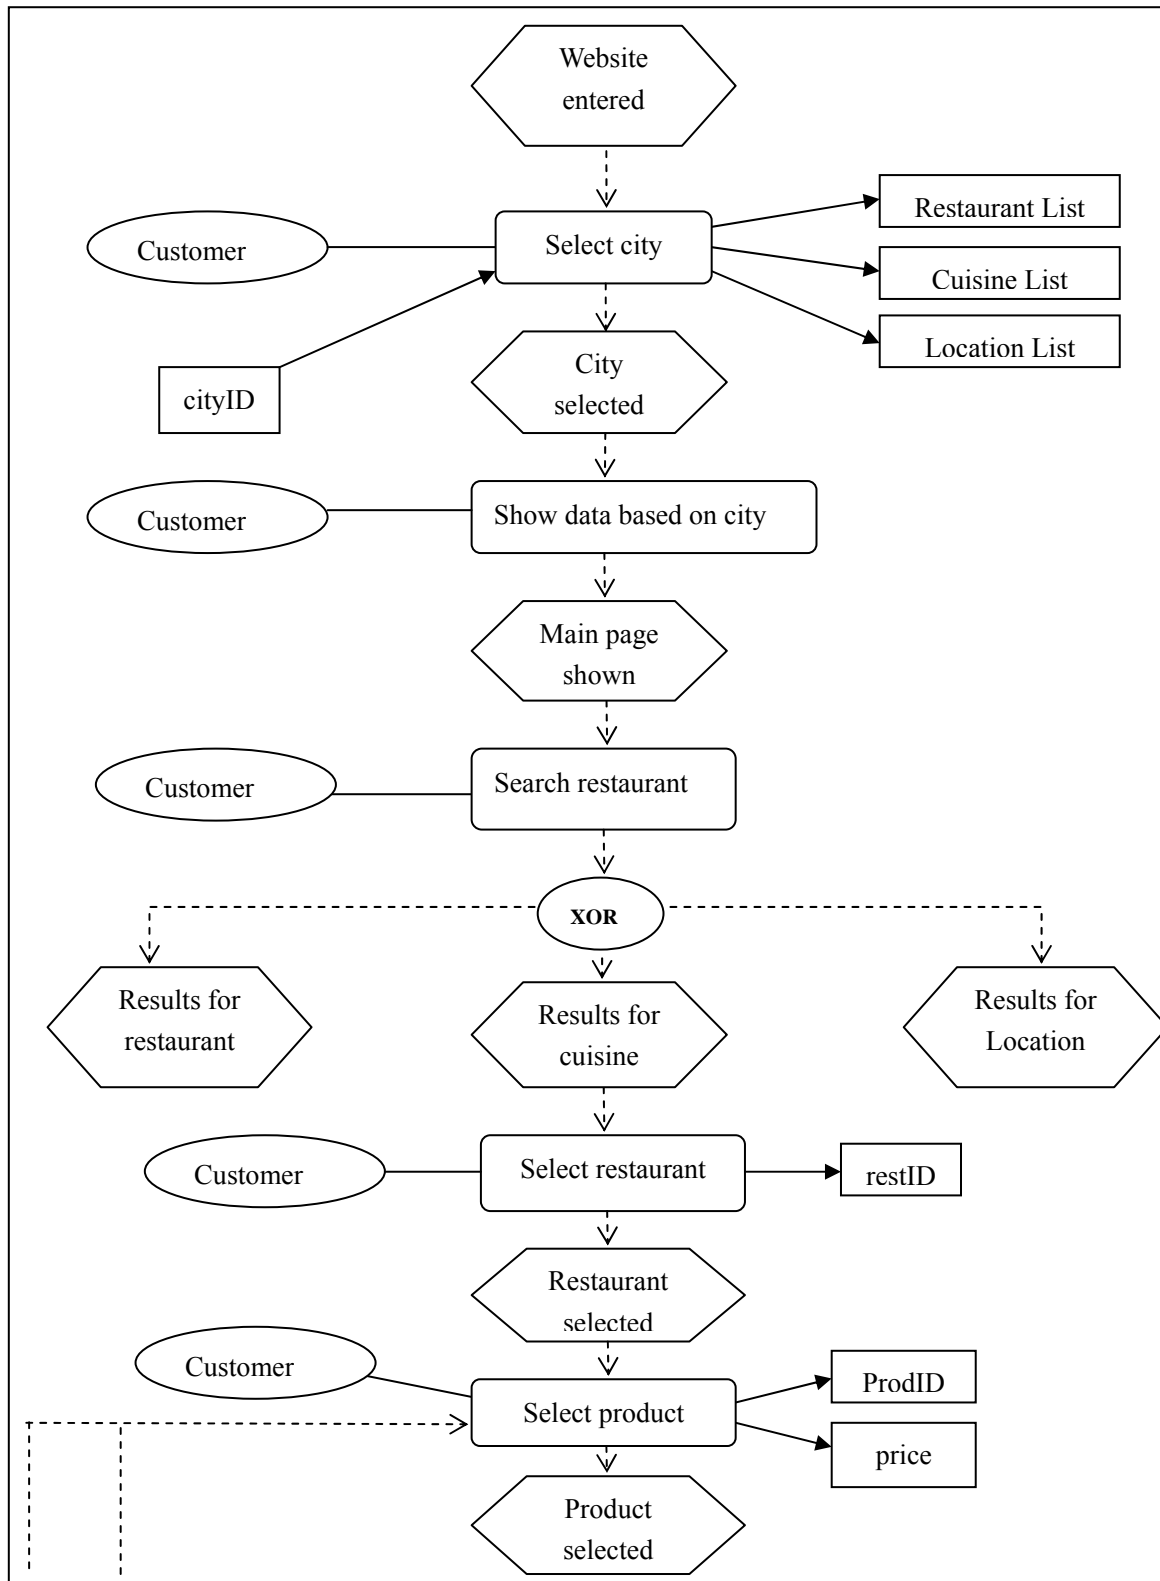 Website
entered
Restaurant List
Customer
Select city
Cuisine List
Location List
City
selected
cityID
Customer
Show data based on city
Main page
shown
Customer
Search restaurant
XOR
Results for
restaurant
Results for
cuisine
Results for
Location
Customer
Select restaurant
restID
Restaurant
selected
Customer
ProdID
Select product
price
Product
selected